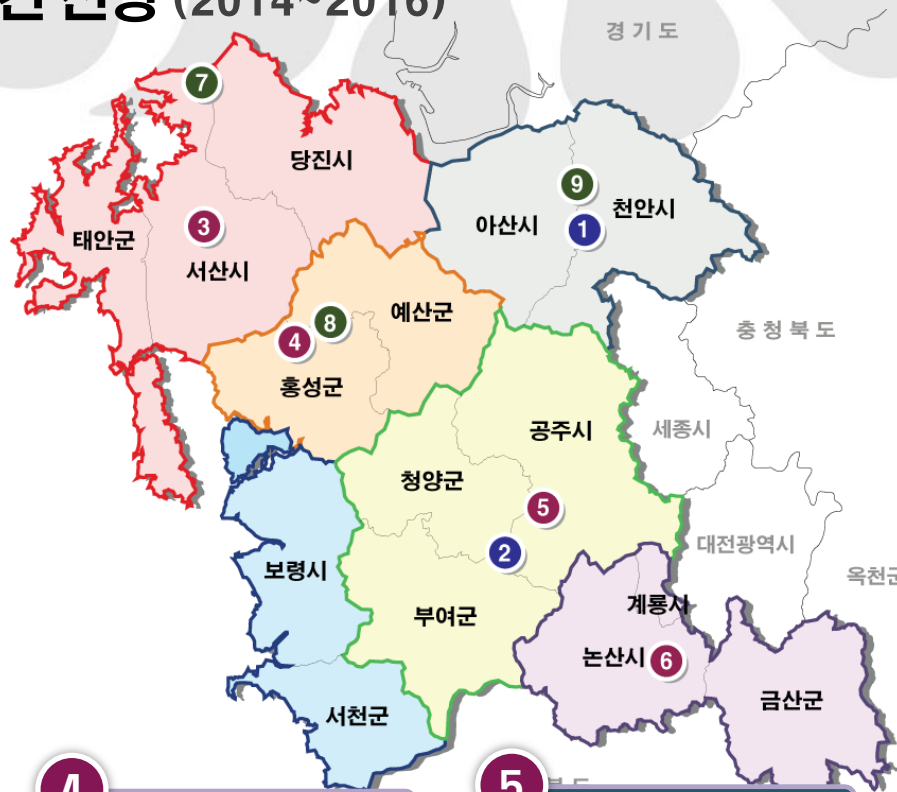 (2014~2016)
경 기 도
7
당진시
9
천안시
3
아산시
1
태안군
서산시
예산군
8
4
충 청 북 도
홍성군
공주시
세종시
청양군
5
대전광역시
2
보령시
옥천군
계룡시
부여군
논산시
6
금산군
서천군
4
5
도